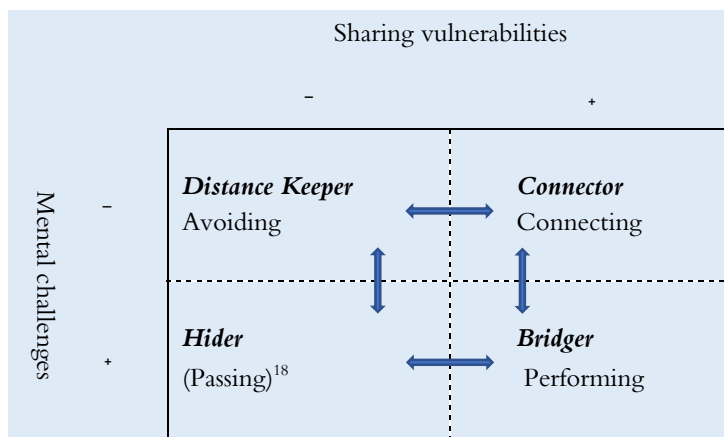 Sharing vulnerabilities
– +
Mental challenges
–
Distance Keeper Connector
Avoiding Connecting
+
Hider Bridger
(Passing)18 Performing